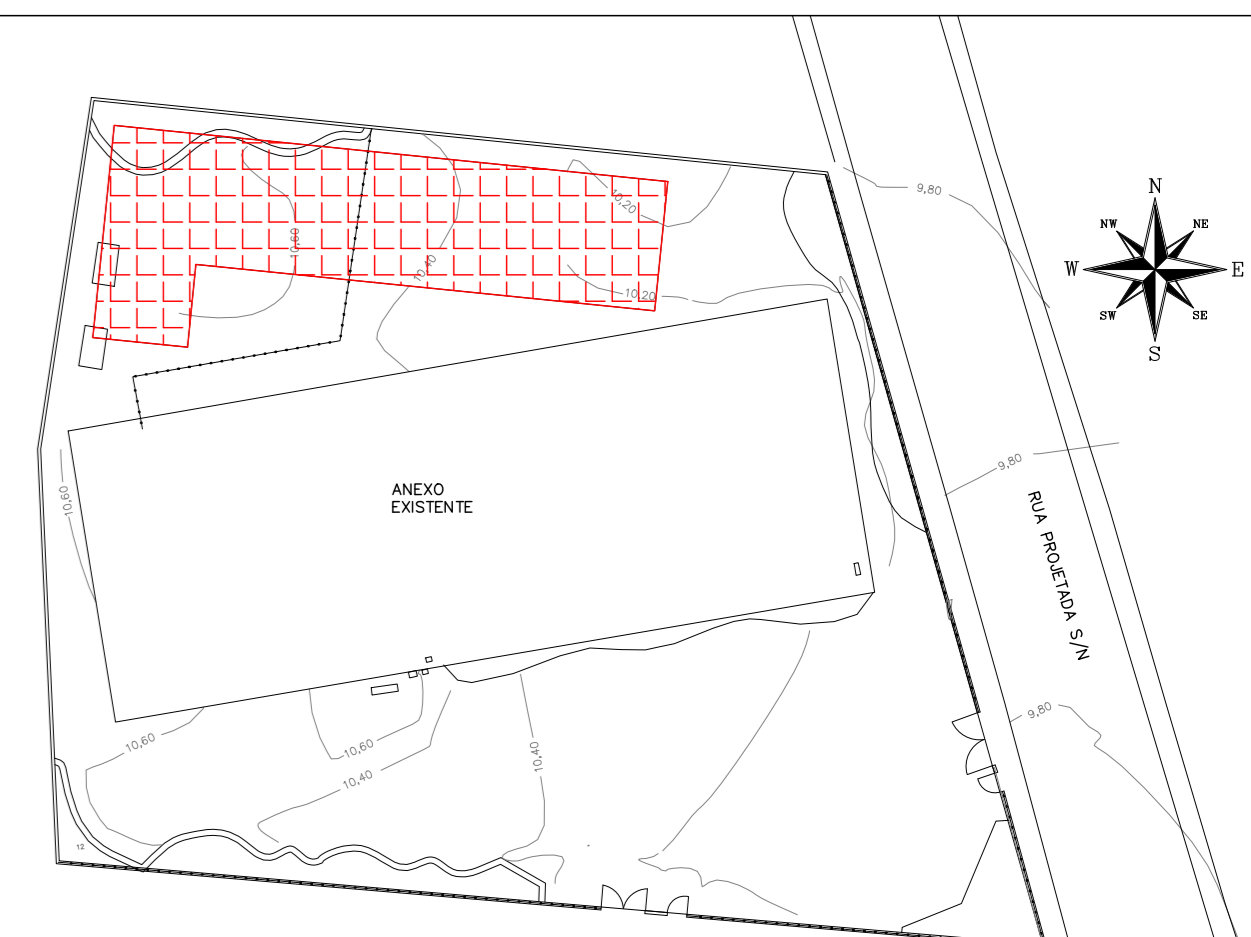 9,80
N
NW
NE
W
E
SW
SE
S
10,20
10,60
10,40
10,20
9,80
10,60
ANEXO
EXISTENTE
RUA PROJETADA S/N
9,80
10,60
10,60
10,40
10,40
12